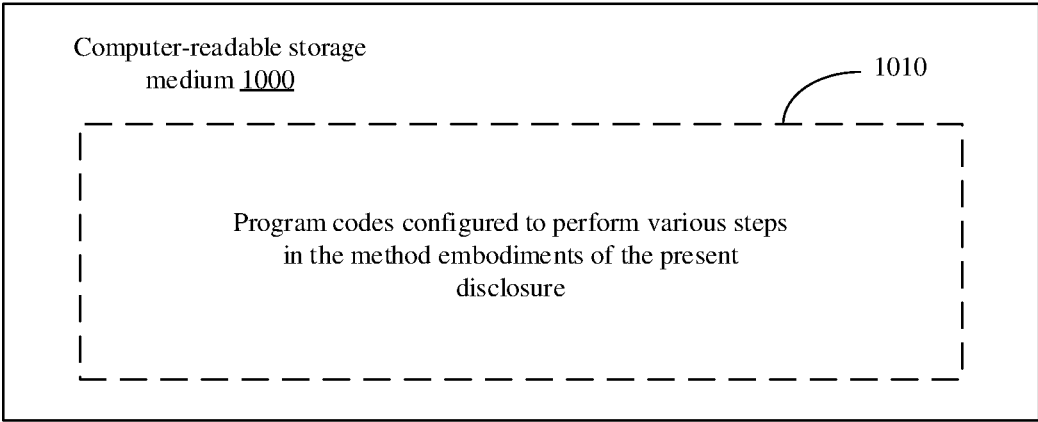 Computer-readable storage
medium 1000
1010
Program codes configured to perform various steps
in the method embodiments of the present
disclosure